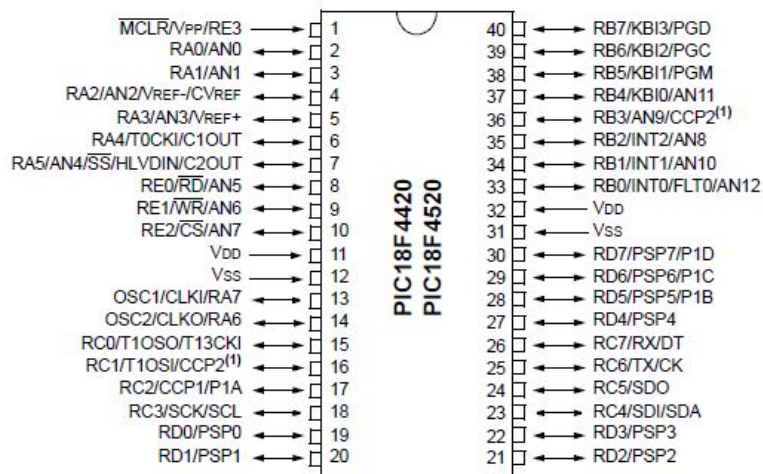 MCLR/VPP/RE3 1 40 RB7/KBI3/PGD
RA0/AN0 2 39 RB6/KBI2/PGC
RA1/AN1 3 38 RB5/KBI1/PGM
RA2/AN2/VREF-/CVREF 4 37 RB4/KBI0/AN11
RA3/AN3/VREF+ 5 36 RB3/AN9/CCP2(1)
RA4/T0CKI/C1OUT 6 35 RB2/INT2/AN8
RA5/AN4/SS/HLVDIN/C2OUT 7 34 RB1/INT1/AN10
RE0/RD/AN5 8 33 RB0/INT0/FLT0/AN12
RE1/WR/AN6 9 32 VDD
RE2/CS/AN7 10 31 VSS
VDD 11 30 RD7/PSP7/P1D
VSS 12 29 RD6/PSP6/P1C
OSC1/CLKI/RA7 13 28 RD5/PSP5/P1B
OSC2/CLKO/RA6 14 27 RD4/PSP4
RC0/T1OSO/T13CKI 15 26 RC7/RX/DT
RC1/T1OSI/CCP2(1) 16 25 RC6/TX/CK
RC2/CCP1/P1A 17 24 RC5/SDO
RC3/SCK/SCL 18 23 RC4/SDI/SDA
RD0/PSP0 19 22 RD3/PSP3
RD1/PSP1 20 21 RD2/PSP2
PIC18F4420
PIC18F4520